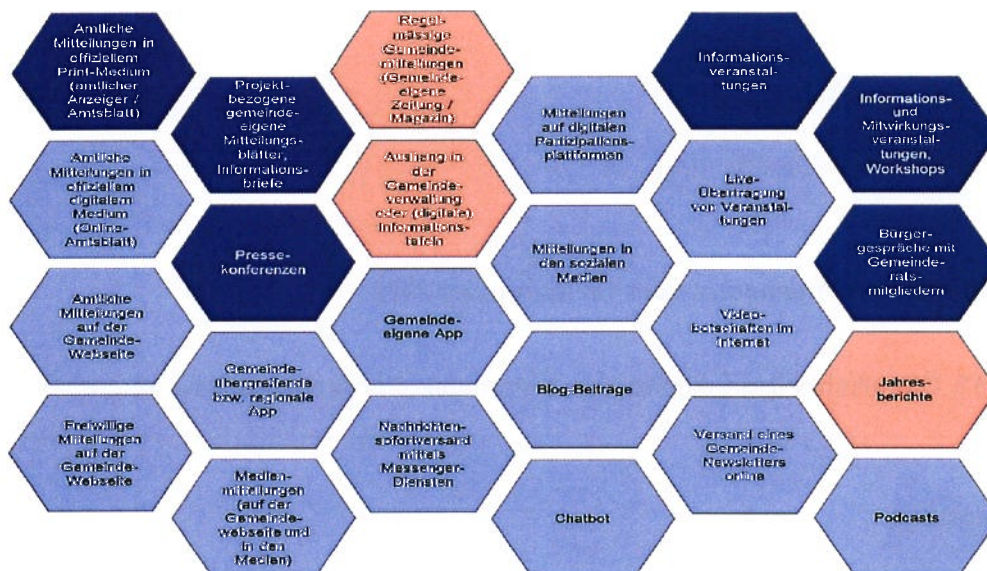 Amtliche
Mitteilungen in
offiziellem
Print-Medium
(amtlicher
Anzeiger /
Amtsblatt)
Amtliche
Mitteilungen in
offiziellem
digitalem
Medium
(Online-
Amtsblatt)
Amtliche
Mitteilungen
auf der
Gemeinde-
Webseite
Freiwillige
Mitteilungen
auf der
Gemeinde-
Webseite
Projekt-
bezogene
gemeinde-
eigene
Mitteilungs-
blätter,
Informations-
briefe
Presse-
konferenzen
Gemeinde-
übergreifende
bzw. regionale
App
Medien-
mitteilungen
(auf der
Gemeinde-
webseite und
in den
Medien)
Regel-
mässige
Gemeinde-
mitteilungen
(Gemeinde-
eigene
Zeitung /
Magazin)
Aushang in
der
Gemeinde-
verwaltung
oder (digitale)
Informations-
tafeln
Gemeinde-
eigene App
Nachrichten-
sofortversand
mittels
Messenger-
Diensten
Mitteilungen
auf digitalen
Partizipations-
plattformen
Mitteilungen in
den sozialen
Medien
Blog-Beiträge
Chatbot
Informations-
veranstal-
tungen
Live-
Übertragung
von Veranstal-
tungen
Video-
botschaften im
Internet
Versand eines
Gemeinde-
Newsletters
online
Informations-
und
Mitwirkungs-
veranstal-
tungen,
Workshops
Bürger-
gespräche mit
Gemeinde-
rats-
mitgliedern
Jahres-
berichte
Podcasts